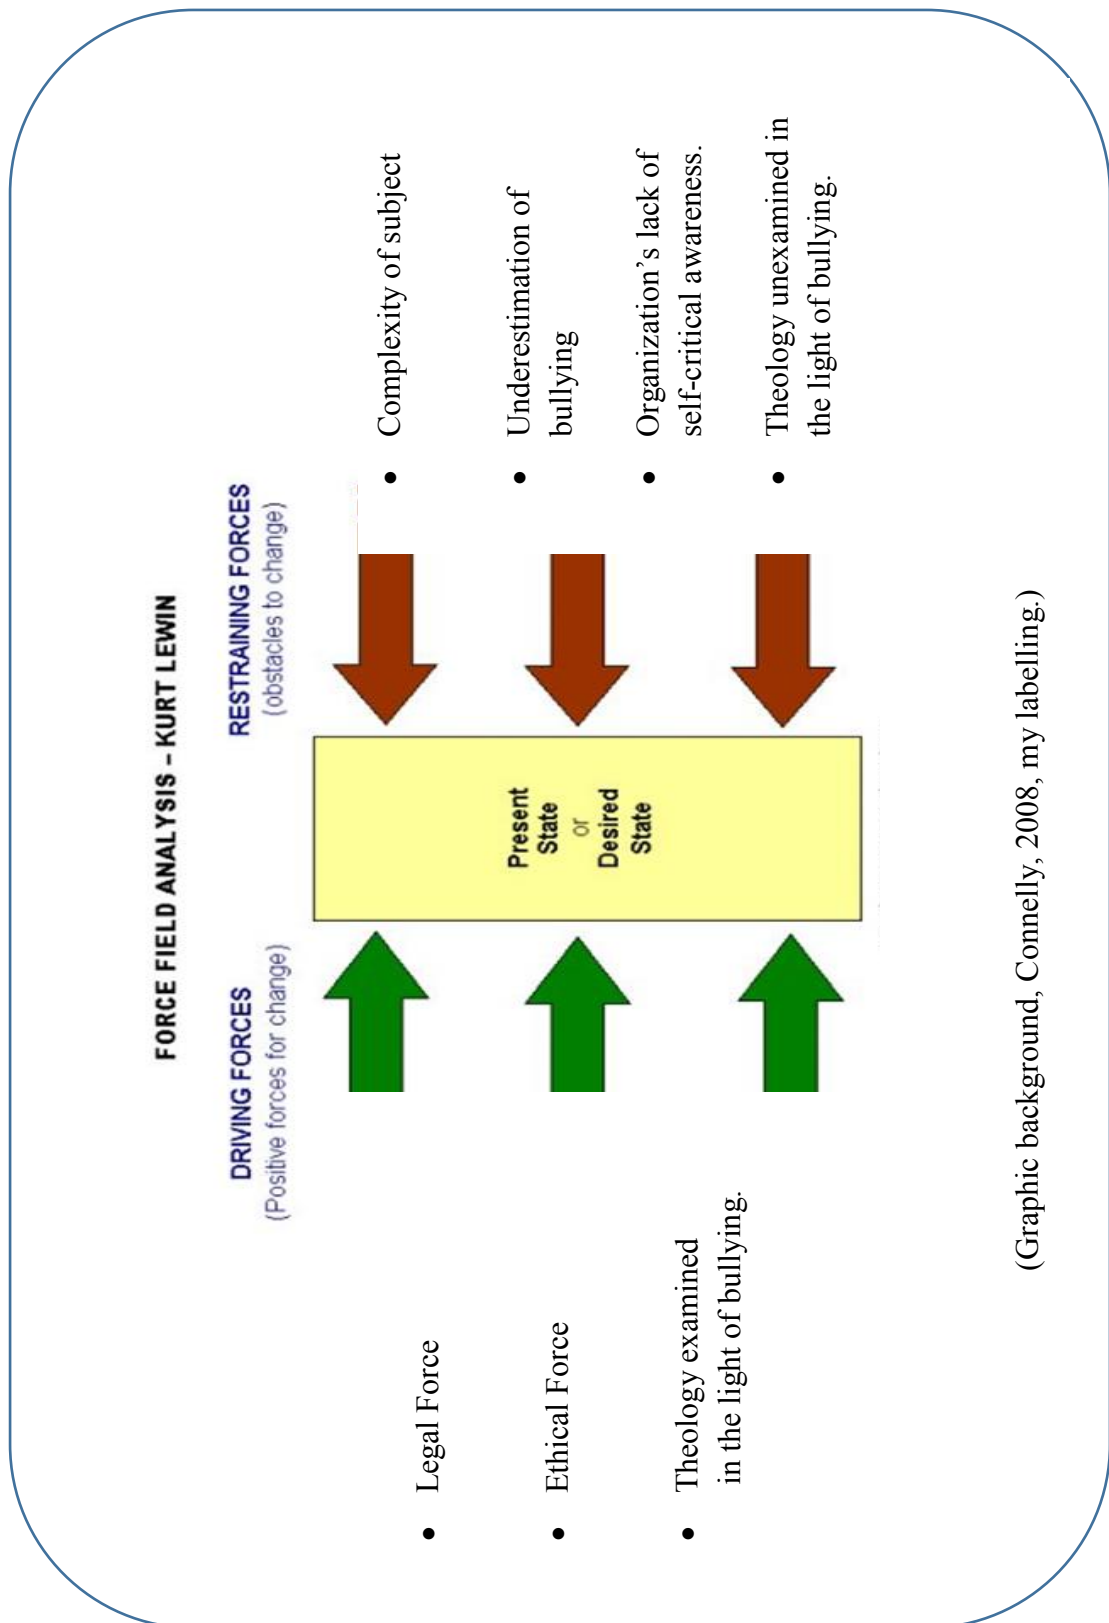 FORCE FIELD ANALYSIS – KURT LEWIN
DRIVING FORCES
(Positive forces for change)
RESTRAINING FORCES
(obstacles to change)
• Legal Force
• Ethical Force
• Theology examined
in the light of bullying.
Present
State
or
Desired
State
• Complexity of subject
• Underestimation of
bullying
• Organization’s lack of
self-critical awareness.
• Theology unexamined in
the light of bullying.
(Graphic background, Connelly, 2008, my labelling.)